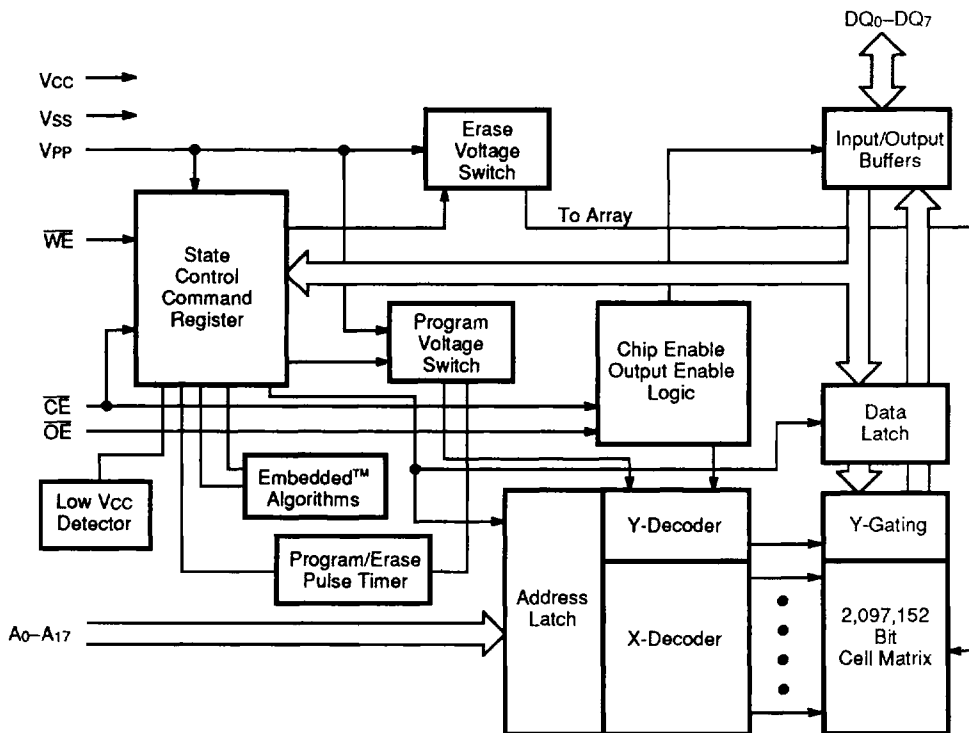 DQ0–DQ7
VCC
VSS
VPP
Erase
Voltage
Switch
Input/Output
Buffers
To Array
WE
State
Control
Command
Register
Program
Voltage
Switch
Chip Enable
Output Enable
Logic
CE
OE
Data
Latch
Low VCC
Detector
Embedded™
Algorithms
Y-Decoder
Y-Gating
Program/Erase
Pulse Timer
Address
Latch
X-Decoder
2,097,152
Bit
Cell Matrix
A0–A17